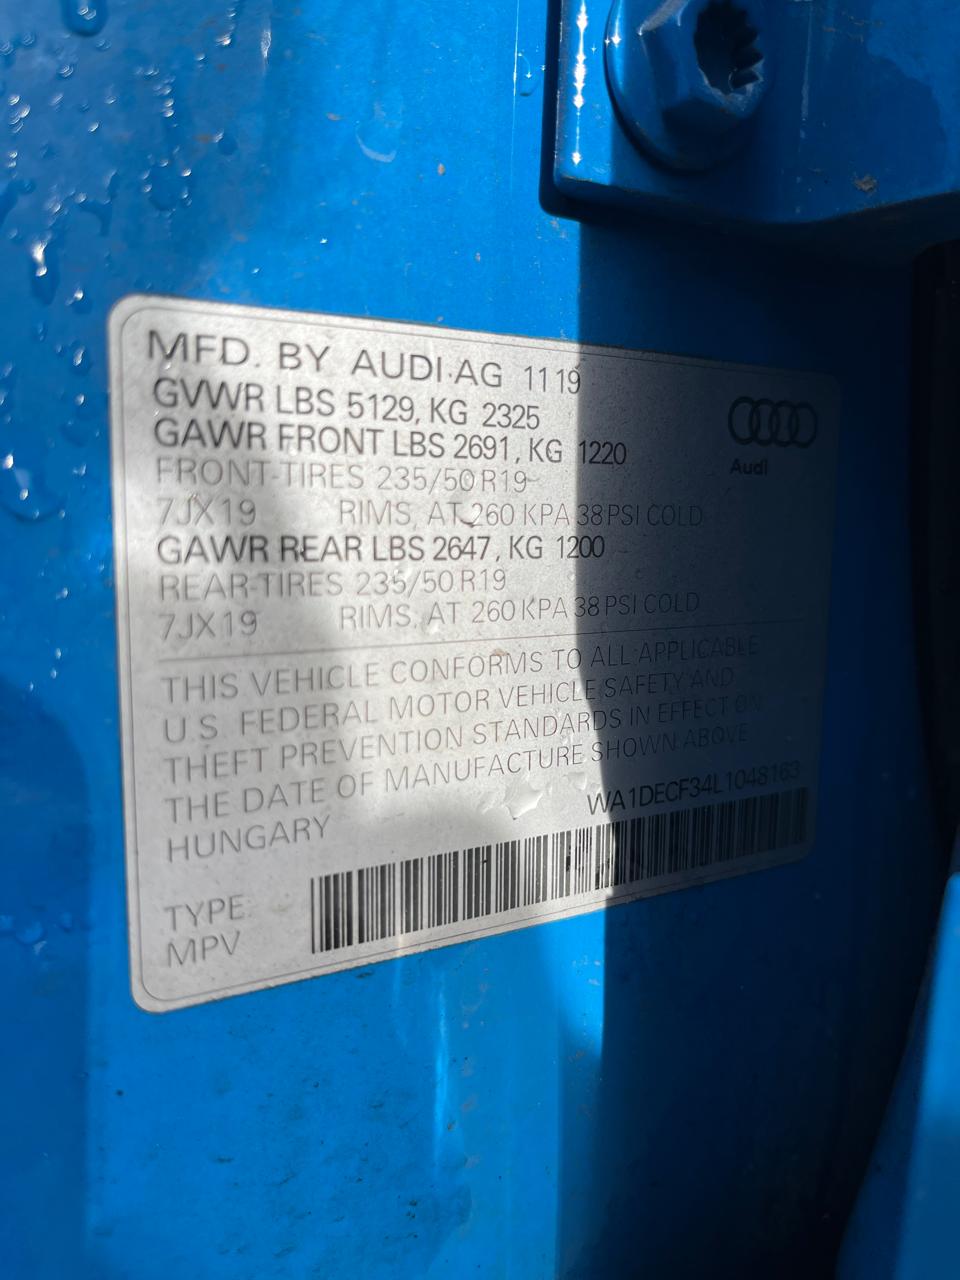 MFD. BY AUDI AG 11 19
GVWR LBS 5129, KG 2325
GAWR FRONT LBS 2691, KG 1220
FRONT-TIRES 235/50 R19
7JX19 RIMS, AT 260 KPA 38 PSI COLD
GAWR REAR LBS 2647, KG 1200
REAR-TIRES 235/50 R19
7JX19 RIMS, AT 260 KPA 38 PSI COLD
Audi
THIS VEHICLE CONFORMS TO ALL APPLICABLE
U.S. FEDERAL MOTOR VEHICLE SAFETY AND
THEFT PREVENTION STANDARDS IN EFFECT ON
THE DATE OF MANUFACTURE SHOWN ABOVE
HUNGARY WA1DECF34L1048163
TYPE:
MPV